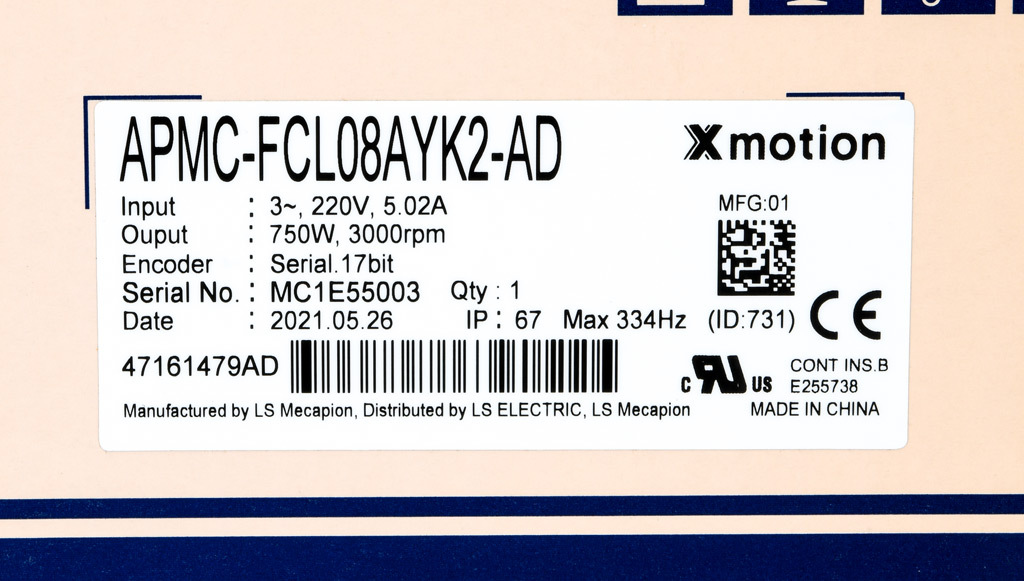 APMC-FCL08AYK2-AD
Xmotion
Input : 3~, 220V, 5.02A
Ouput : 750W, 3000rpm
Encoder : Serial.17bit
Serial No. : MC1E55003 Qty : 1
Date : 2021.05.26 IP : 67 Max 334Hz (ID:731)
MFG:01
CE
47161479AD
c RU US
CONT INS.B
E255738
Manufactured by LS Mecapion, Distributed by LS ELECTRIC, LS Mecapion
MADE IN CHINA